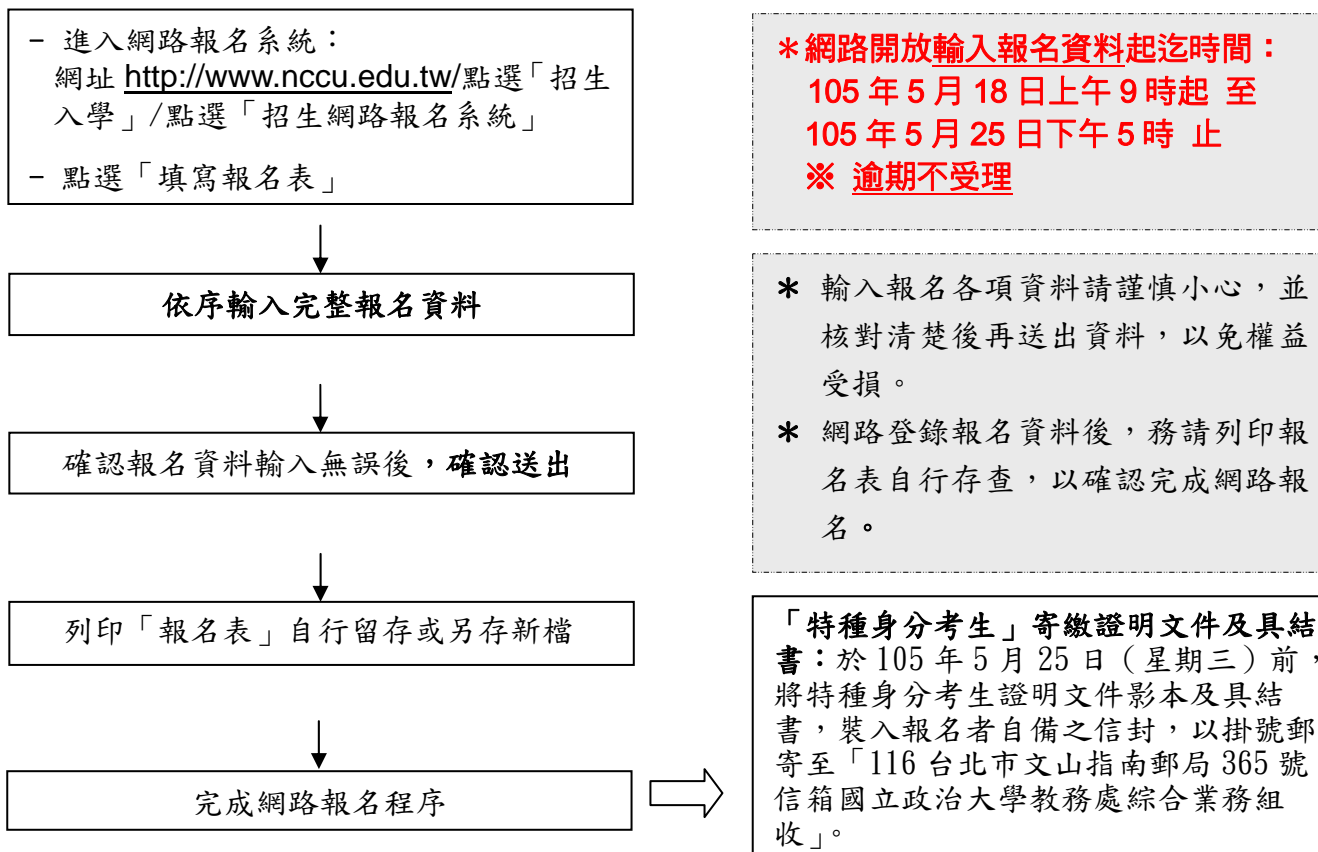 - 進入網路報名系統：
網址 http://www.nccu.edu.tw/點選「招生
入學」/點選「招生網路報名系統」
- 點選「填寫報名表」
依序輸入完整報名資料
確認報名資料輸入無誤後，確認送出
列印「報名表」自行留存或另存新檔
完成網路報名程序
＊網路開放輸入報名資料起迄時間：
105 年 5 月 18 日上午 9 時起 至
105 年 5 月 25 日下午 5 時 止
※ 逾期不受理
＊ 輸入報名各項資料請謹慎小心，並
核對清楚後再送出資料，以免權益
受損。
＊ 網路登錄報名資料後，務請列印報
名表自行存查，以確認完成網路報
名。
「特種身分考生」寄繳證明文件及具結
書：於 105 年 5 月 25 日（星期三）前，
將特種身分考生證明文件影本及具結
書，裝入報名者自備之信封，以掛號郵
寄至「116 台北市文山指南郵局 365 號
信箱國立政治大學教務處綜合業務組
收」。